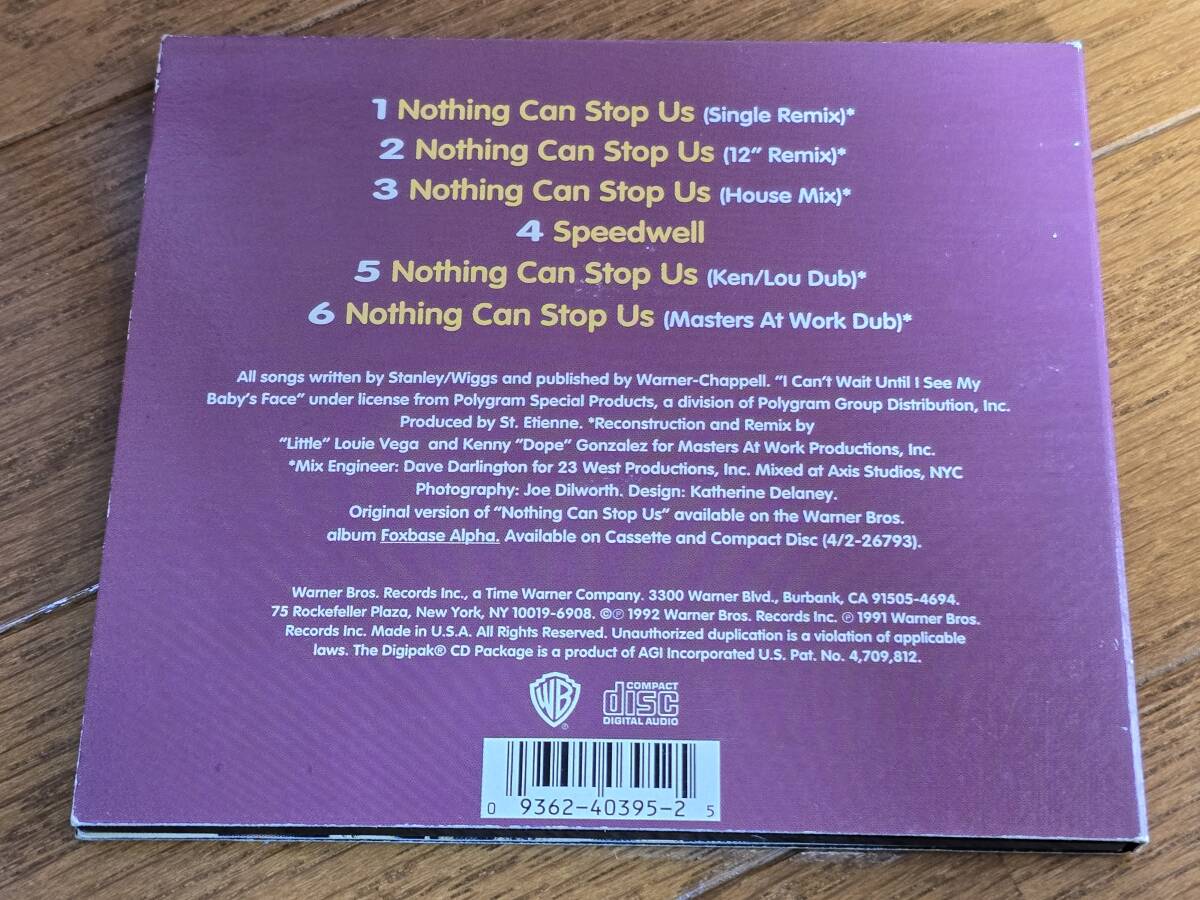 1 Nothing Can Stop Us (Single Remix)*
2 Nothing Can Stop Us (12" Remix)*
3 Nothing Can Stop Us (House Mix)*
4 Speedwell
5 Nothing Can Stop Us (Ken/Lou Dub)*
6 Nothing Can Stop Us (Masters At Work Dub)*
All songs written by Stanley/Wiggs and published by Warner-Chappell. "I Can't Wait Until I See My
Baby's Face" under license from Polygram Special Products, a division of Polygram Group Distribution, Inc.
Produced by St. Etienne. *Reconstruction and Remix by
"Little" Louie Vega and Kenny "Dope" Gonzalez for Masters At Work Productions, Inc.
*Mix Engineer: Dave Darlington for 23 West Productions, Inc. Mixed at Axis Studios, NYC
Photography: Joe Dilworth. Design: Katherine Delaney.
Original version of "Nothing Can Stop Us" available on the Warner Bros.
album Foxbase Alpha. Available on Cassette and Compact Disc (4/2-26793).
Warner Bros. Records Inc., a Time Warner Company. 3300 Warner Blvd., Burbank, CA 91505-4694.
75 Rockefeller Plaza, New York, NY 10019-6908. ©℗ 1992 Warner Bros. Records Inc. ℗ 1991 Warner Bros.
Records Inc. Made in U.S.A. All Rights Reserved. Unauthorized duplication is a violation of applicable
laws. The Digipak® CD Package is a product of AGI Incorporated U.S. Pat. No. 4,709,812.
WB ®
COMPACT
disc
DIGITAL AUDIO
0 9362-40395-2 5